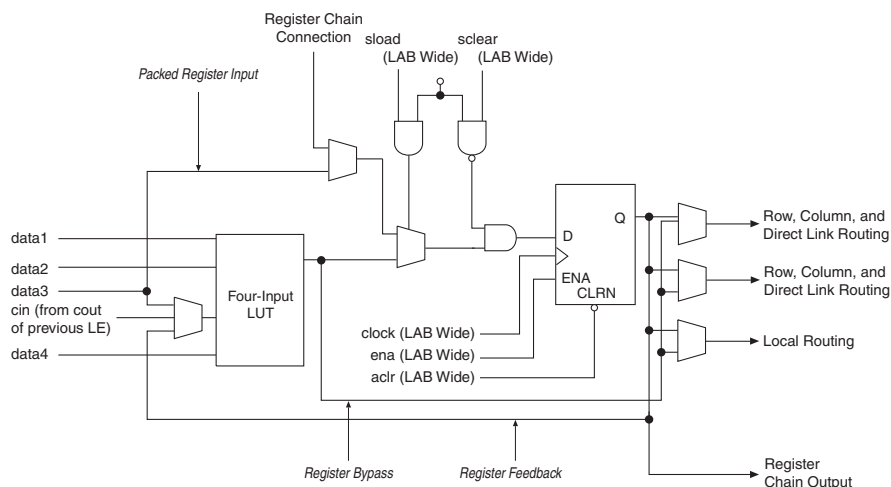 Register Chain
Connection
sload
(LAB Wide)
sclear
(LAB Wide)
Packed Register Input
data1
data2
data3
cin (from cout
of previous LE)
data4
Four-Input
LUT
Q
D
ENA
CLRN
clock (LAB Wide)
ena (LAB Wide)
aclr (LAB Wide)
Row, Column, and
Direct Link Routing
Row, Column, and
Direct Link Routing
Local Routing
Register Bypass
Register Feedback
Register
Chain Output